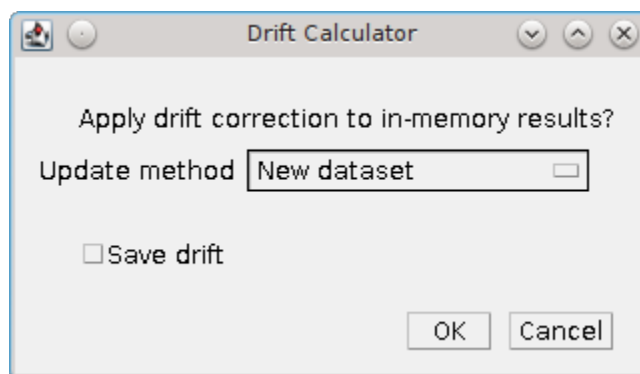 Drift Calculator
Apply drift correction to in-memory results?
Update method New dataset
Save drift
OK Cancel